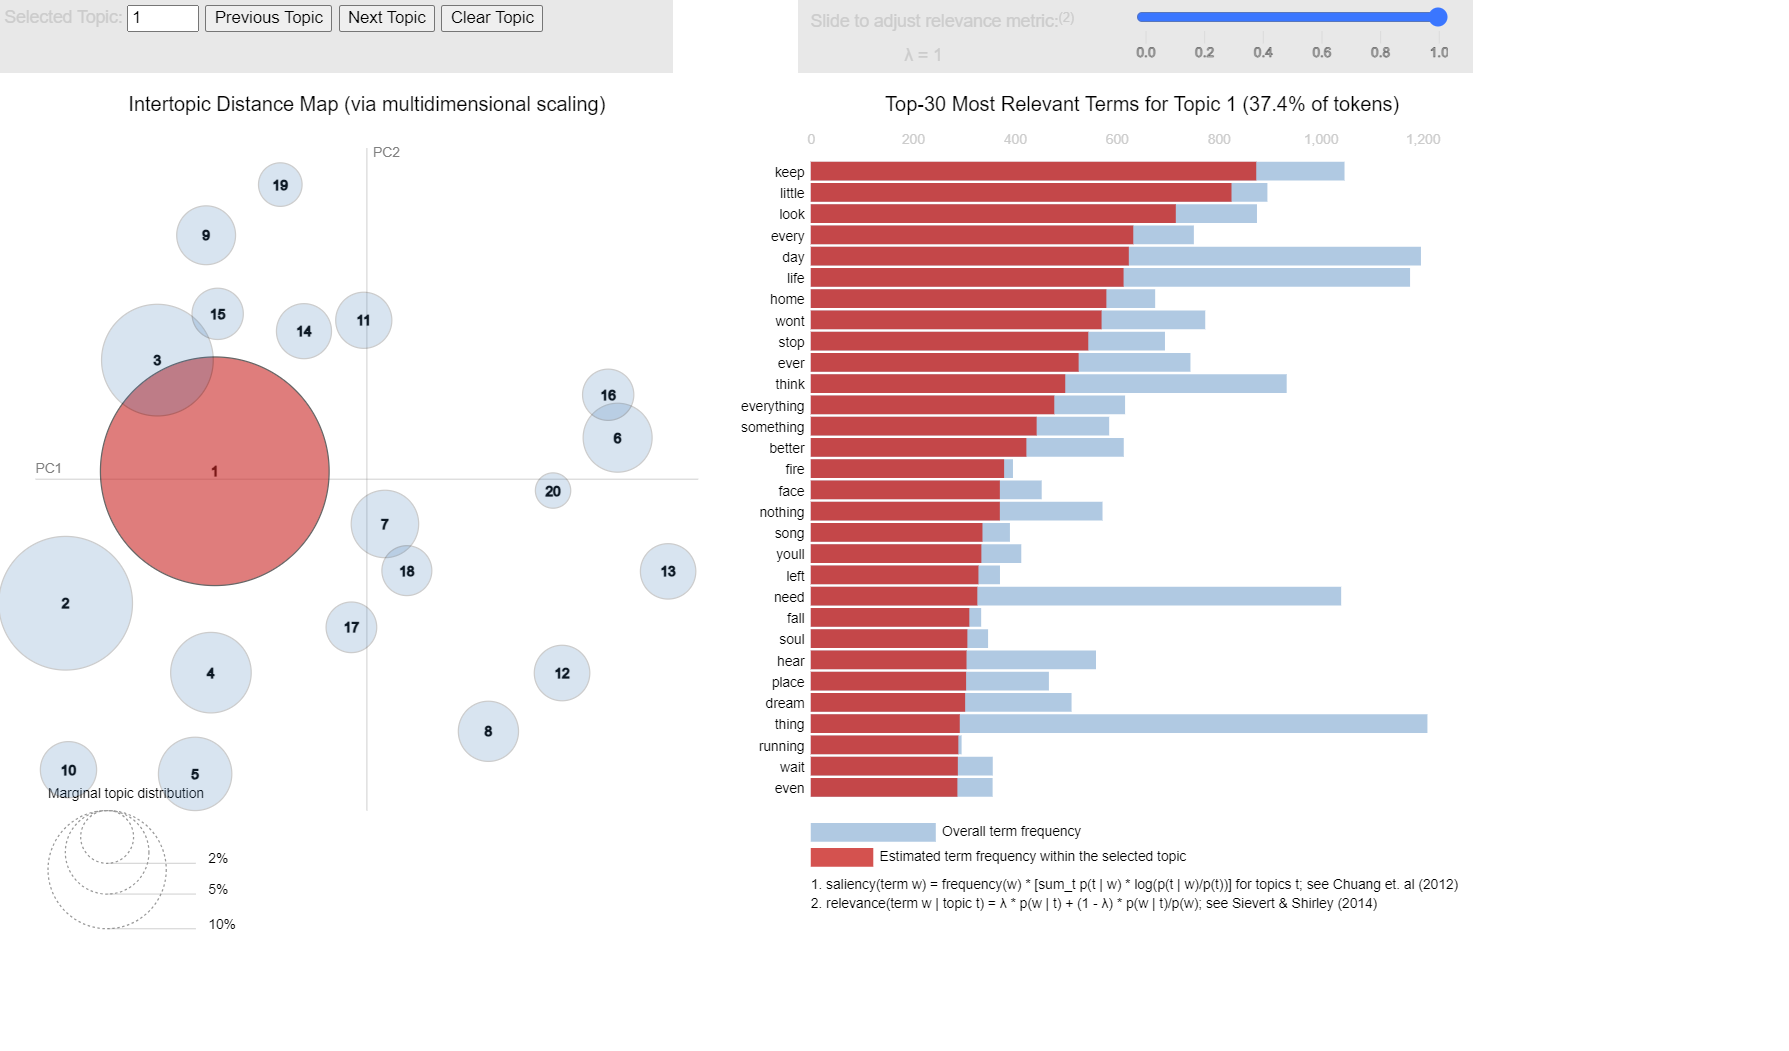 Selected Topic: 1 Previous Topic Next Topic Clear Topic
Slide to adjust relevance metric:(2)
λ = 1
0.0 0.2 0.4 0.6 0.8 1.0
Intertopic Distance Map (via multidimensional scaling)
PC2
PC1
19
9
15
14
11
3
16
6
1
20
7
18
13
2
17
4
12
8
10
5
Marginal topic distribution
2%
5%
10%
Top-30 Most Relevant Terms for Topic 1 (37.4% of tokens)
0 200 400 600 800 1,000 1,200
keep
little
look
every
day
life
home
wont
stop
ever
think
everything
something
better
fire
face
nothing
song
youll
left
need
fall
soul
hear
place
dream
thing
running
wait
even
Overall term frequency
Estimated term frequency within the selected topic
1. saliency(term w) = frequency(w) * [sum_t p(t | w) * log(p(t | w)/p(t))] for topics t; see Chuang et. al (2012)
2. relevance(term w | topic t) = λ * p(w | t) + (1 - λ) * p(w | t)/p(w); see Sievert & Shirley (2014)